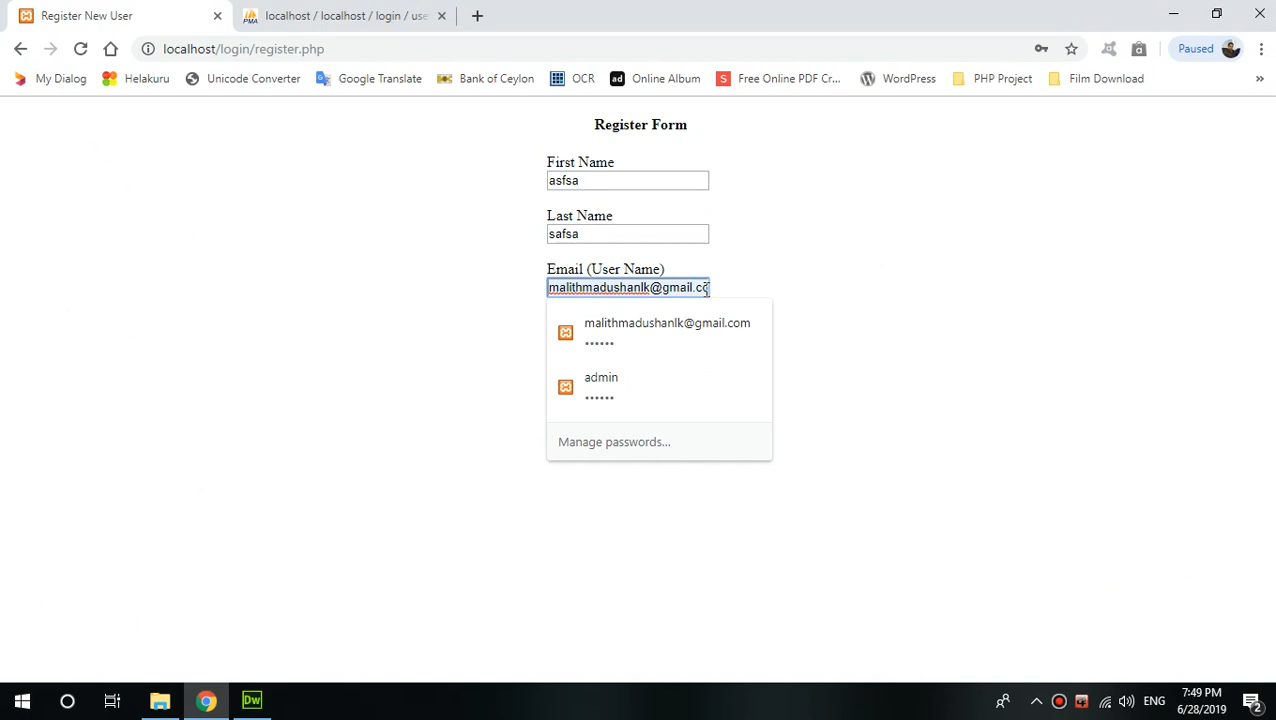 Register New User
localhost / localhost / login / use
localhost/login/register.php
Paused
My Dialog
Helakuru
Unicode Converter
Google Translate
Bank of Ceylon
OCR
ad Online Album
S Free Online PDF Cr...
WordPress
PHP Project
Film Download
»
Register Form
First Name
asfsa
Last Name
safsa
Email (User Name)
malithmadushanlk@gmail.co
malithmadushanlk@gmail.com
••••••
admin
••••••
Manage passwords...
Dw
ENG
7:49 PM
6/28/2019
2